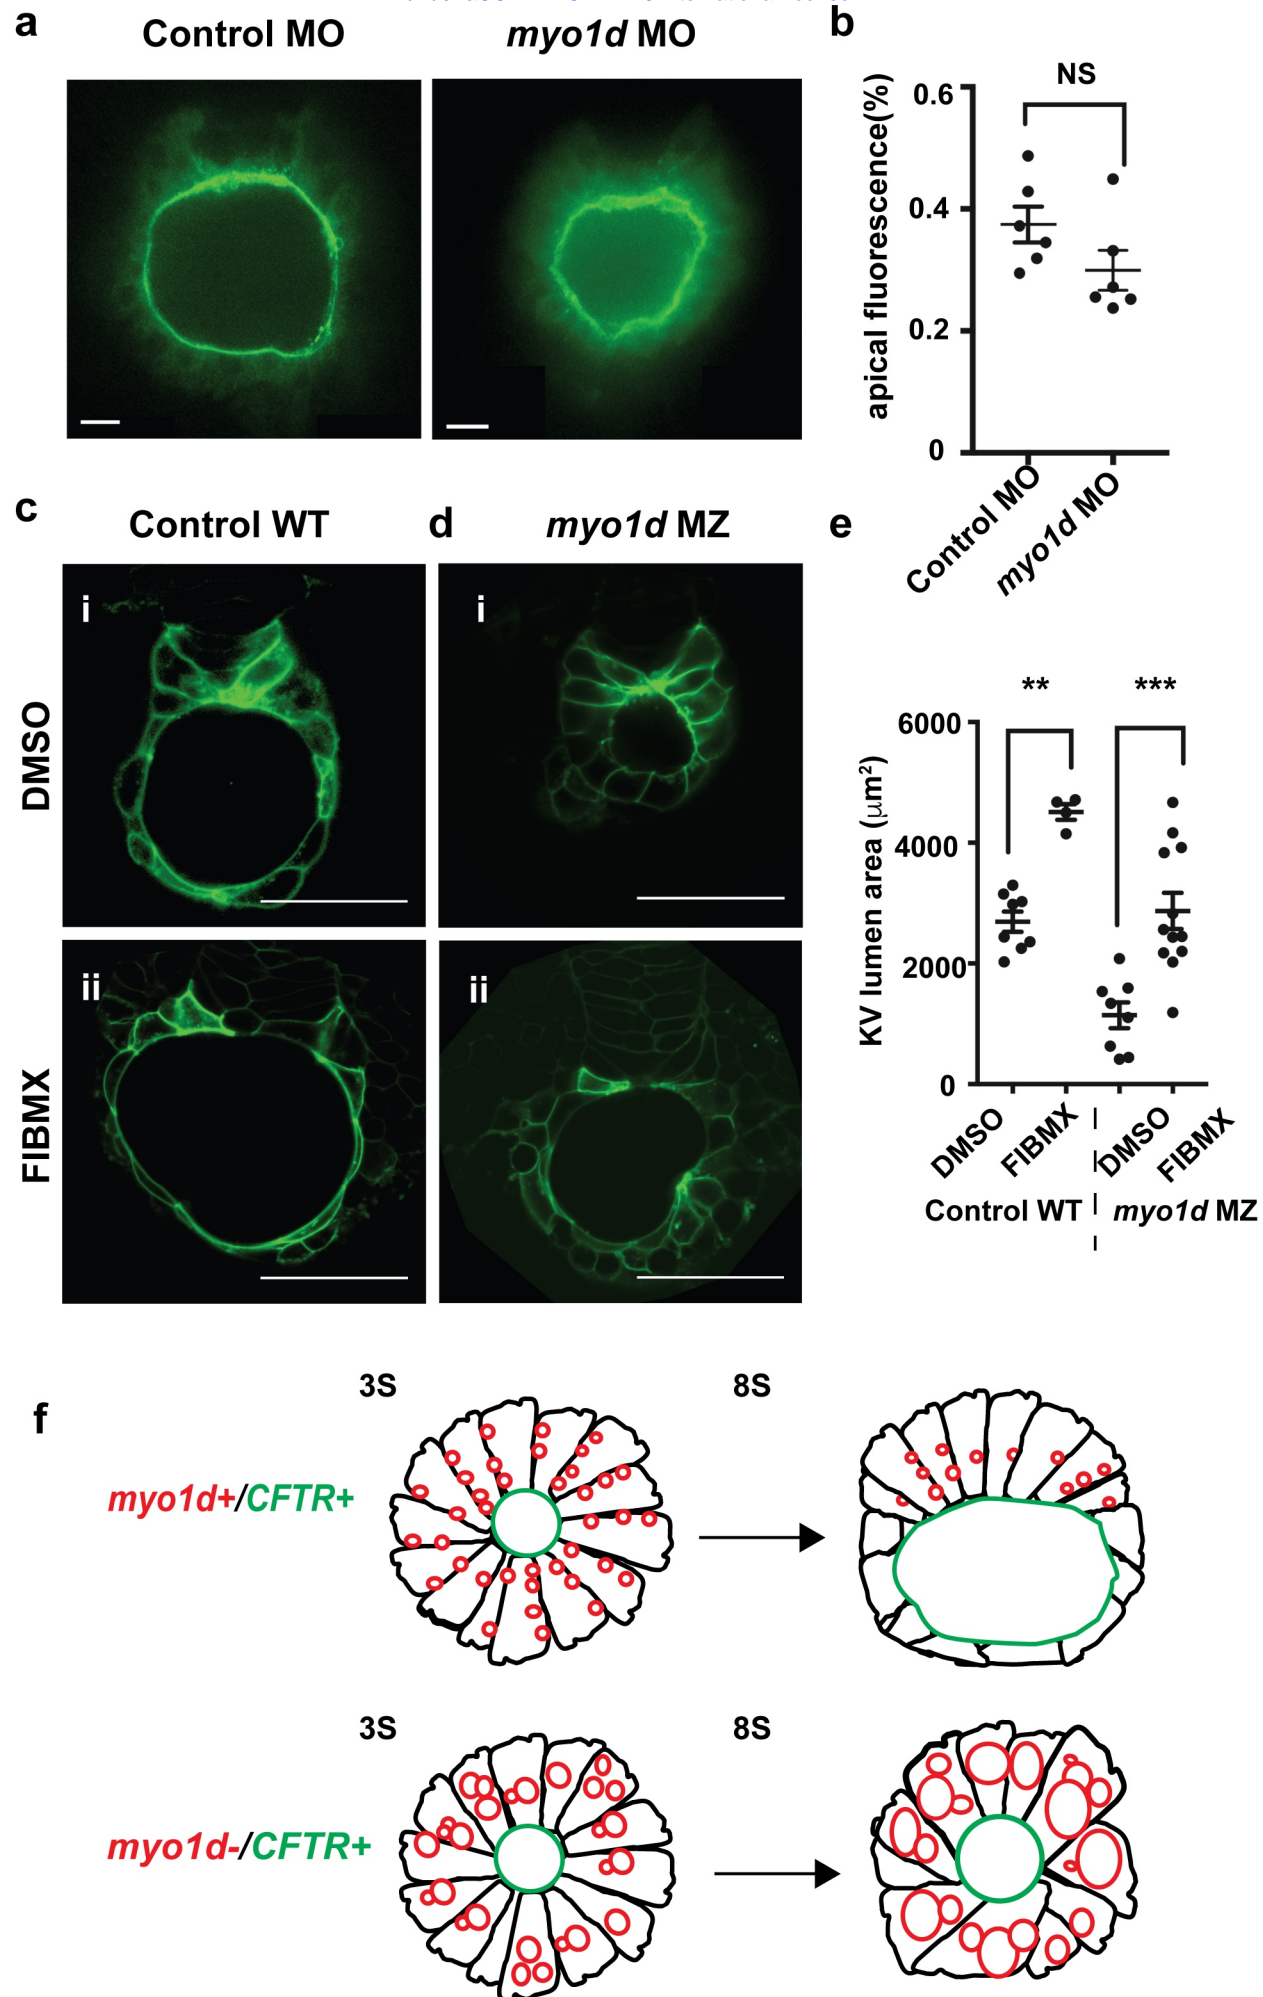 a
Control MO
myo1d MO
b
NS
apical fluorescence(%)
0.6
0.4
0.2
0
Control MO
myo1d MO
c
Control WT
d
myo1d MZ
e
DMSO
i
i
FIBMX
ii
ii
**
***
KV lumen area (μm²)
6000
4000
2000
0
DMSO
FIBMX
DMSO
FIBMX
Control WT
myo1d MZ
f
3S
8S
myo1d+/CFTR+
3S
8S
myo1d-/CFTR+